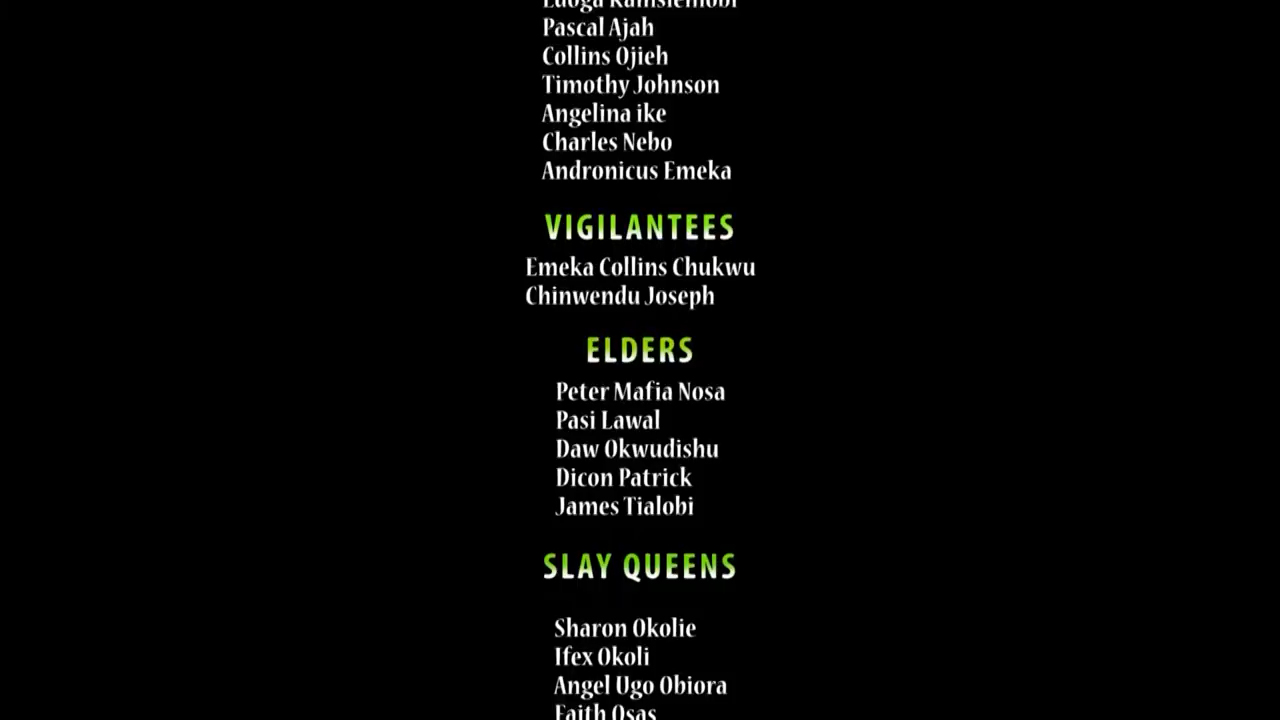 Pascal Ajah
Collins Ojieh
Timothy Johnson
Angelina ike
Charles Nebo
Andronicus Emeka
VIGILANTEES
Emeka Collins Chukwu
Chinwendu Joseph
ELDERS
Peter Mafia Nosa
Pasi Lawal
Daw Okwudishu
Dicon Patrick
James Tialobi
SLAY QUEENS
Sharon Okolie
Ifex Okoli
Angel Ugo Obiora
Faith Osas